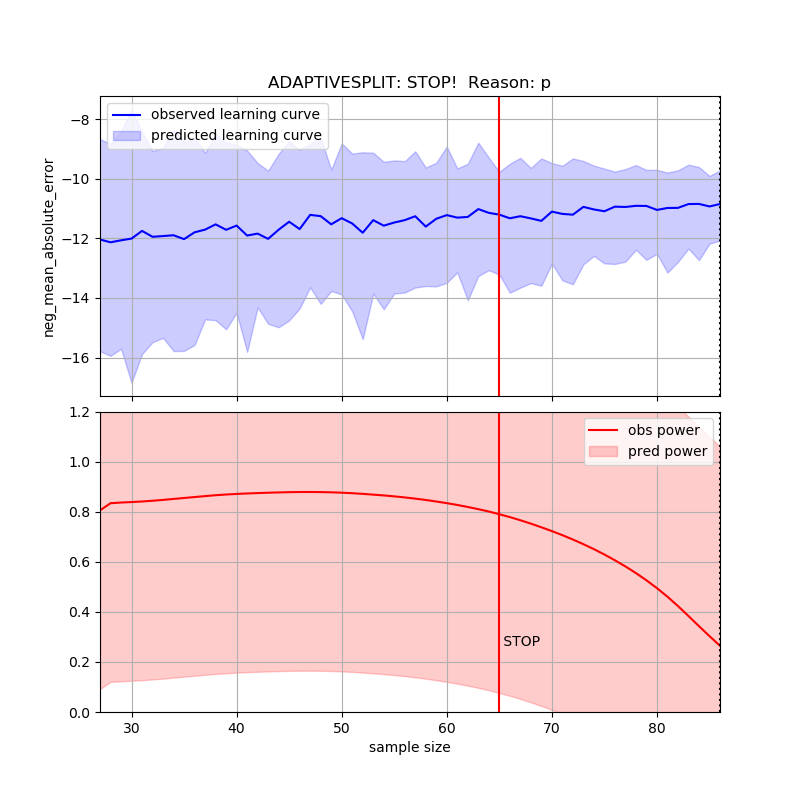 ADAPTIVESPLIT: STOP!  Reason: p
observed learning curve
predicted learning curve
neg_mean_absolute_error
−8
−10
−12
−14
−16
obs power
pred power
1.2
1.0
0.8
0.6
0.4
0.2
0.0
STOP
30 40 50 60 70 80
sample size